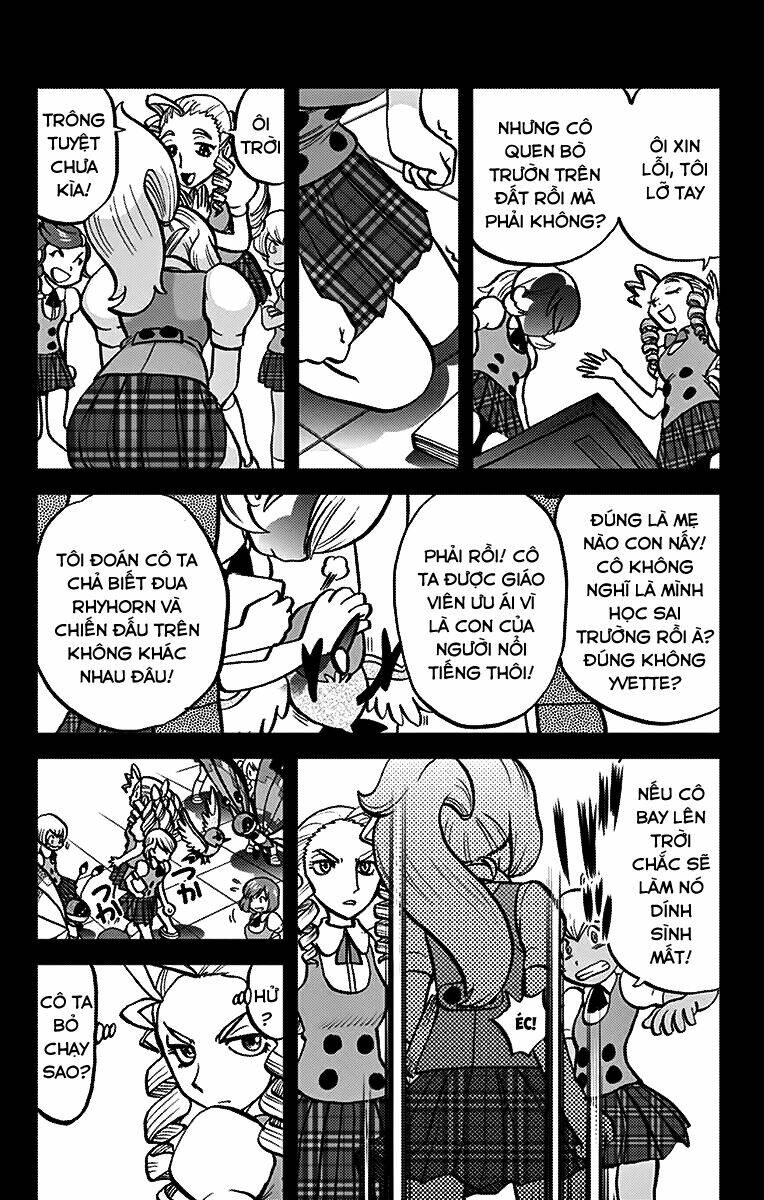 ÔI XIN
LỖI, TÔI
LỠ TAY
NHƯNG CÔ
QUEN BÒ
TRƯỜN TRÊN
ĐẤT RỒI MÀ
PHẢI KHÔNG?
ÔI
TRỜI
TRÔNG
TUYỆT
CHƯA
KÌA!
ĐÚNG LÀ MẸ
NÀO CON NẤY!
CÔ KHÔNG
NGHĨ LÀ MÌNH
HỌC SAI
TRƯỜNG RỒI À?
ĐÚNG KHÔNG
YVETTE?
PHẢI RỒI! CÔ
TA ĐƯỢC GIÁO
VIÊN ƯU ÁI VÌ
LÀ CON CỦA
NGƯỜI NỔI
TIẾNG THÔI!
TÔI ĐOÁN CÔ TA
CHẢ BIẾT ĐUA
RHYHORN VÀ
CHIẾN ĐẤU TRÊN
KHÔNG KHÁC
NHAU ĐÂU!
NẾU CÔ
BAY LÊN
TRỜI
CHẮC SẼ
LÀM NÓ
DÍNH
SÌNH
MẤT!
ÉC!
つか
つか
HỬ
?
CÔ TA
BỎ
CHẠY
SAO?